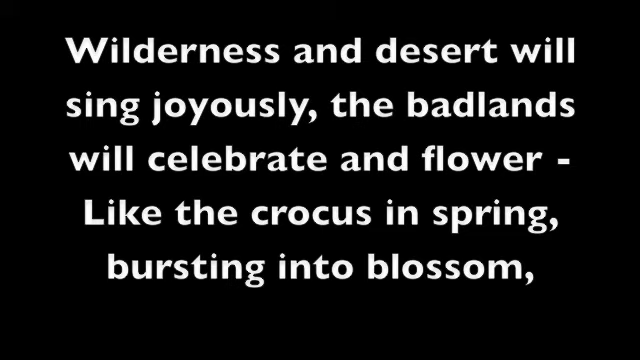 Wilderness and desert will
sing joyously, the badlands
will celebrate and flower -
Like the crocus in spring,
bursting into blossom,